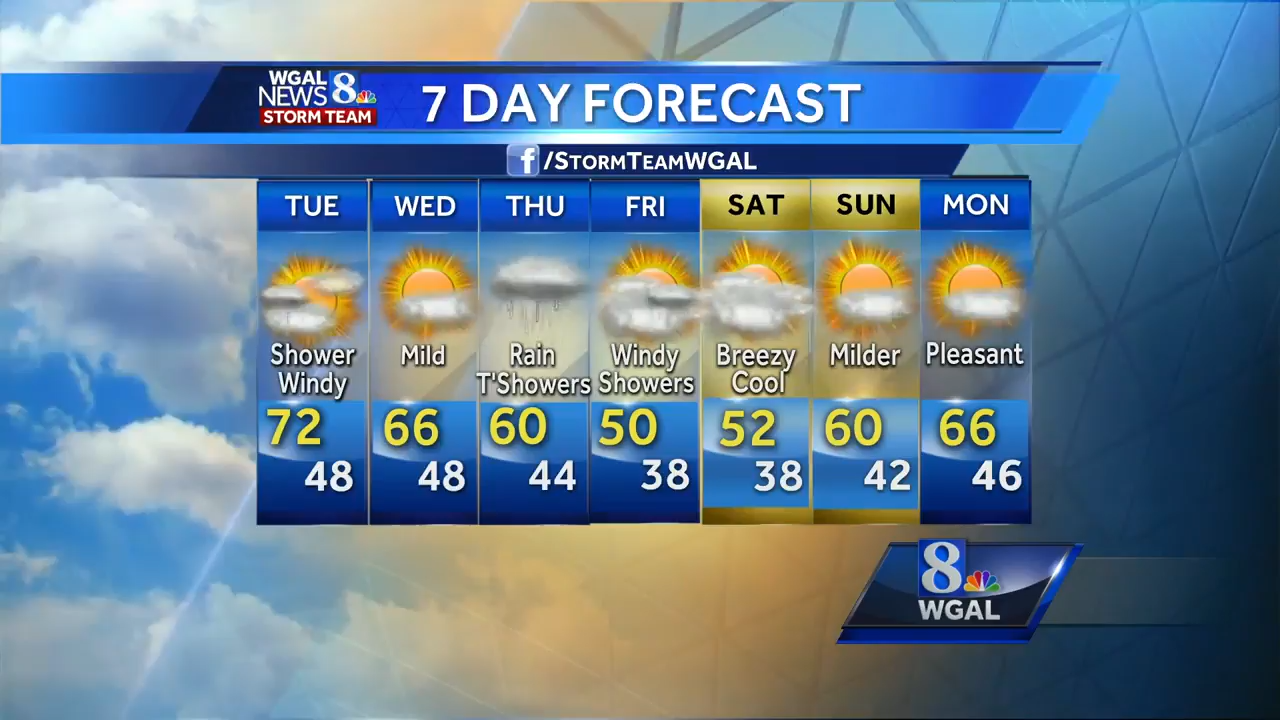 WGAL
NEWS 8
STORM TEAM
7 DAY FORECAST
f /STORMTEAMWGAL
TUE WED THU FRI SAT SUN MON
Shower Mild Rain Windy Breezy Milder Pleasant
Windy T'Showers Showers Cool
72 66 60 50 52 60 66
48 48 44 38 38 42 46
8
WGAL